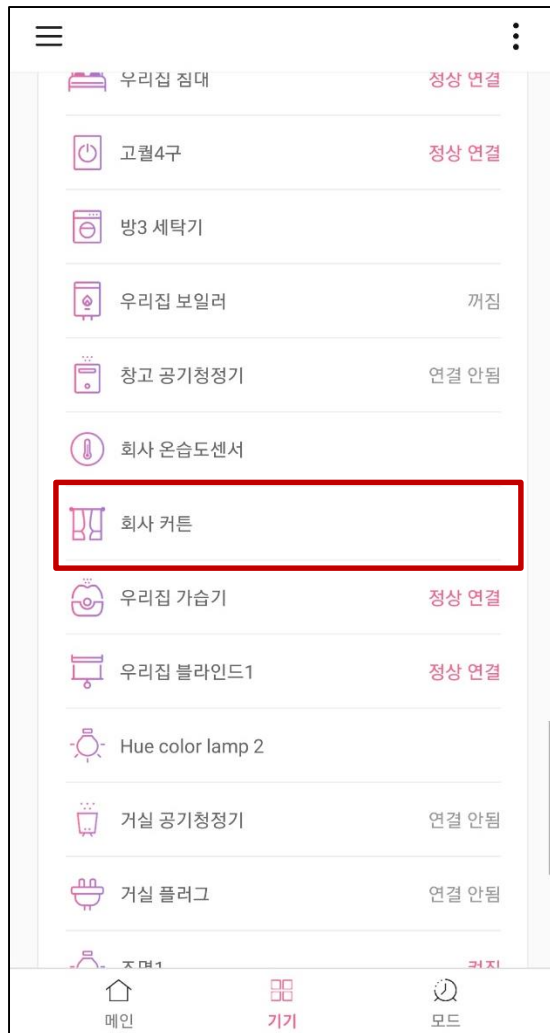 우리집 침대 정상 연결
고퀄4구 정상 연결
방3 세탁기
우리집 보일러 꺼짐
창고 공기청정기 연결 안됨
회사 온습도센서
회사 커튼
우리집 가습기 정상 연결
우리집 블라인드1 정상 연결
Hue color lamp 2
거실 공기청정기 연결 안됨
거실 플러그 연결 안됨
조명1 켜짐
메인 기기 모드